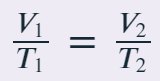 V₁/T₁ = V₂/T₂